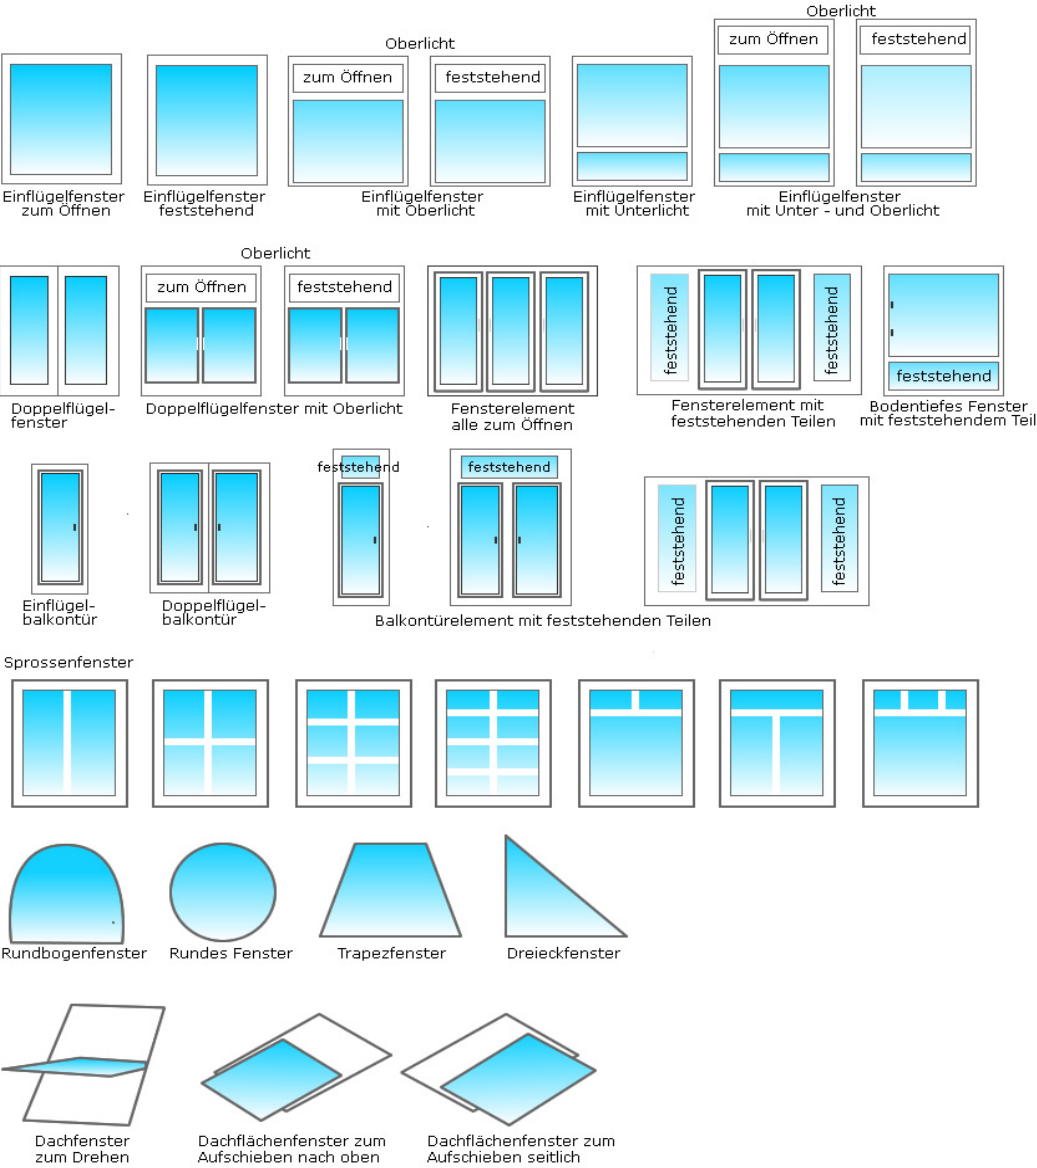 Oberlicht
Oberlicht
zum Öffnen
feststehend
zum Öffnen
feststehend
Einflügelfenster
zum Öffnen
Einflügelfenster
feststehend
Einflügelfenster
mit Oberlicht
Einflügelfenster
mit Unterlicht
Einflügelfenster
mit Unter - und Oberlicht
Oberlicht
zum Öffnen
feststehend
feststehend
feststehend
feststehend
Doppelflügel-
fenster
Doppelflügelfenster mit Oberlicht
Fensterelement
alle zum Öffnen
Fensterelement mit
feststehenden Teilen
Bodentiefes Fenster
mit feststehendem Teil
feststehend
feststehend
feststehend
feststehend
Einflügel-
balkontür
Doppelflügel-
balkontür
Balkontürelement mit feststehenden Teilen
Sprossenfenster
Rundbogenfenster
Rundes Fenster
Trapezfenster
Dreieckfenster
Dachfenster
zum Drehen
Dachflächenfenster zum
Aufschieben nach oben
Dachflächenfenster zum
Aufschieben seitlich